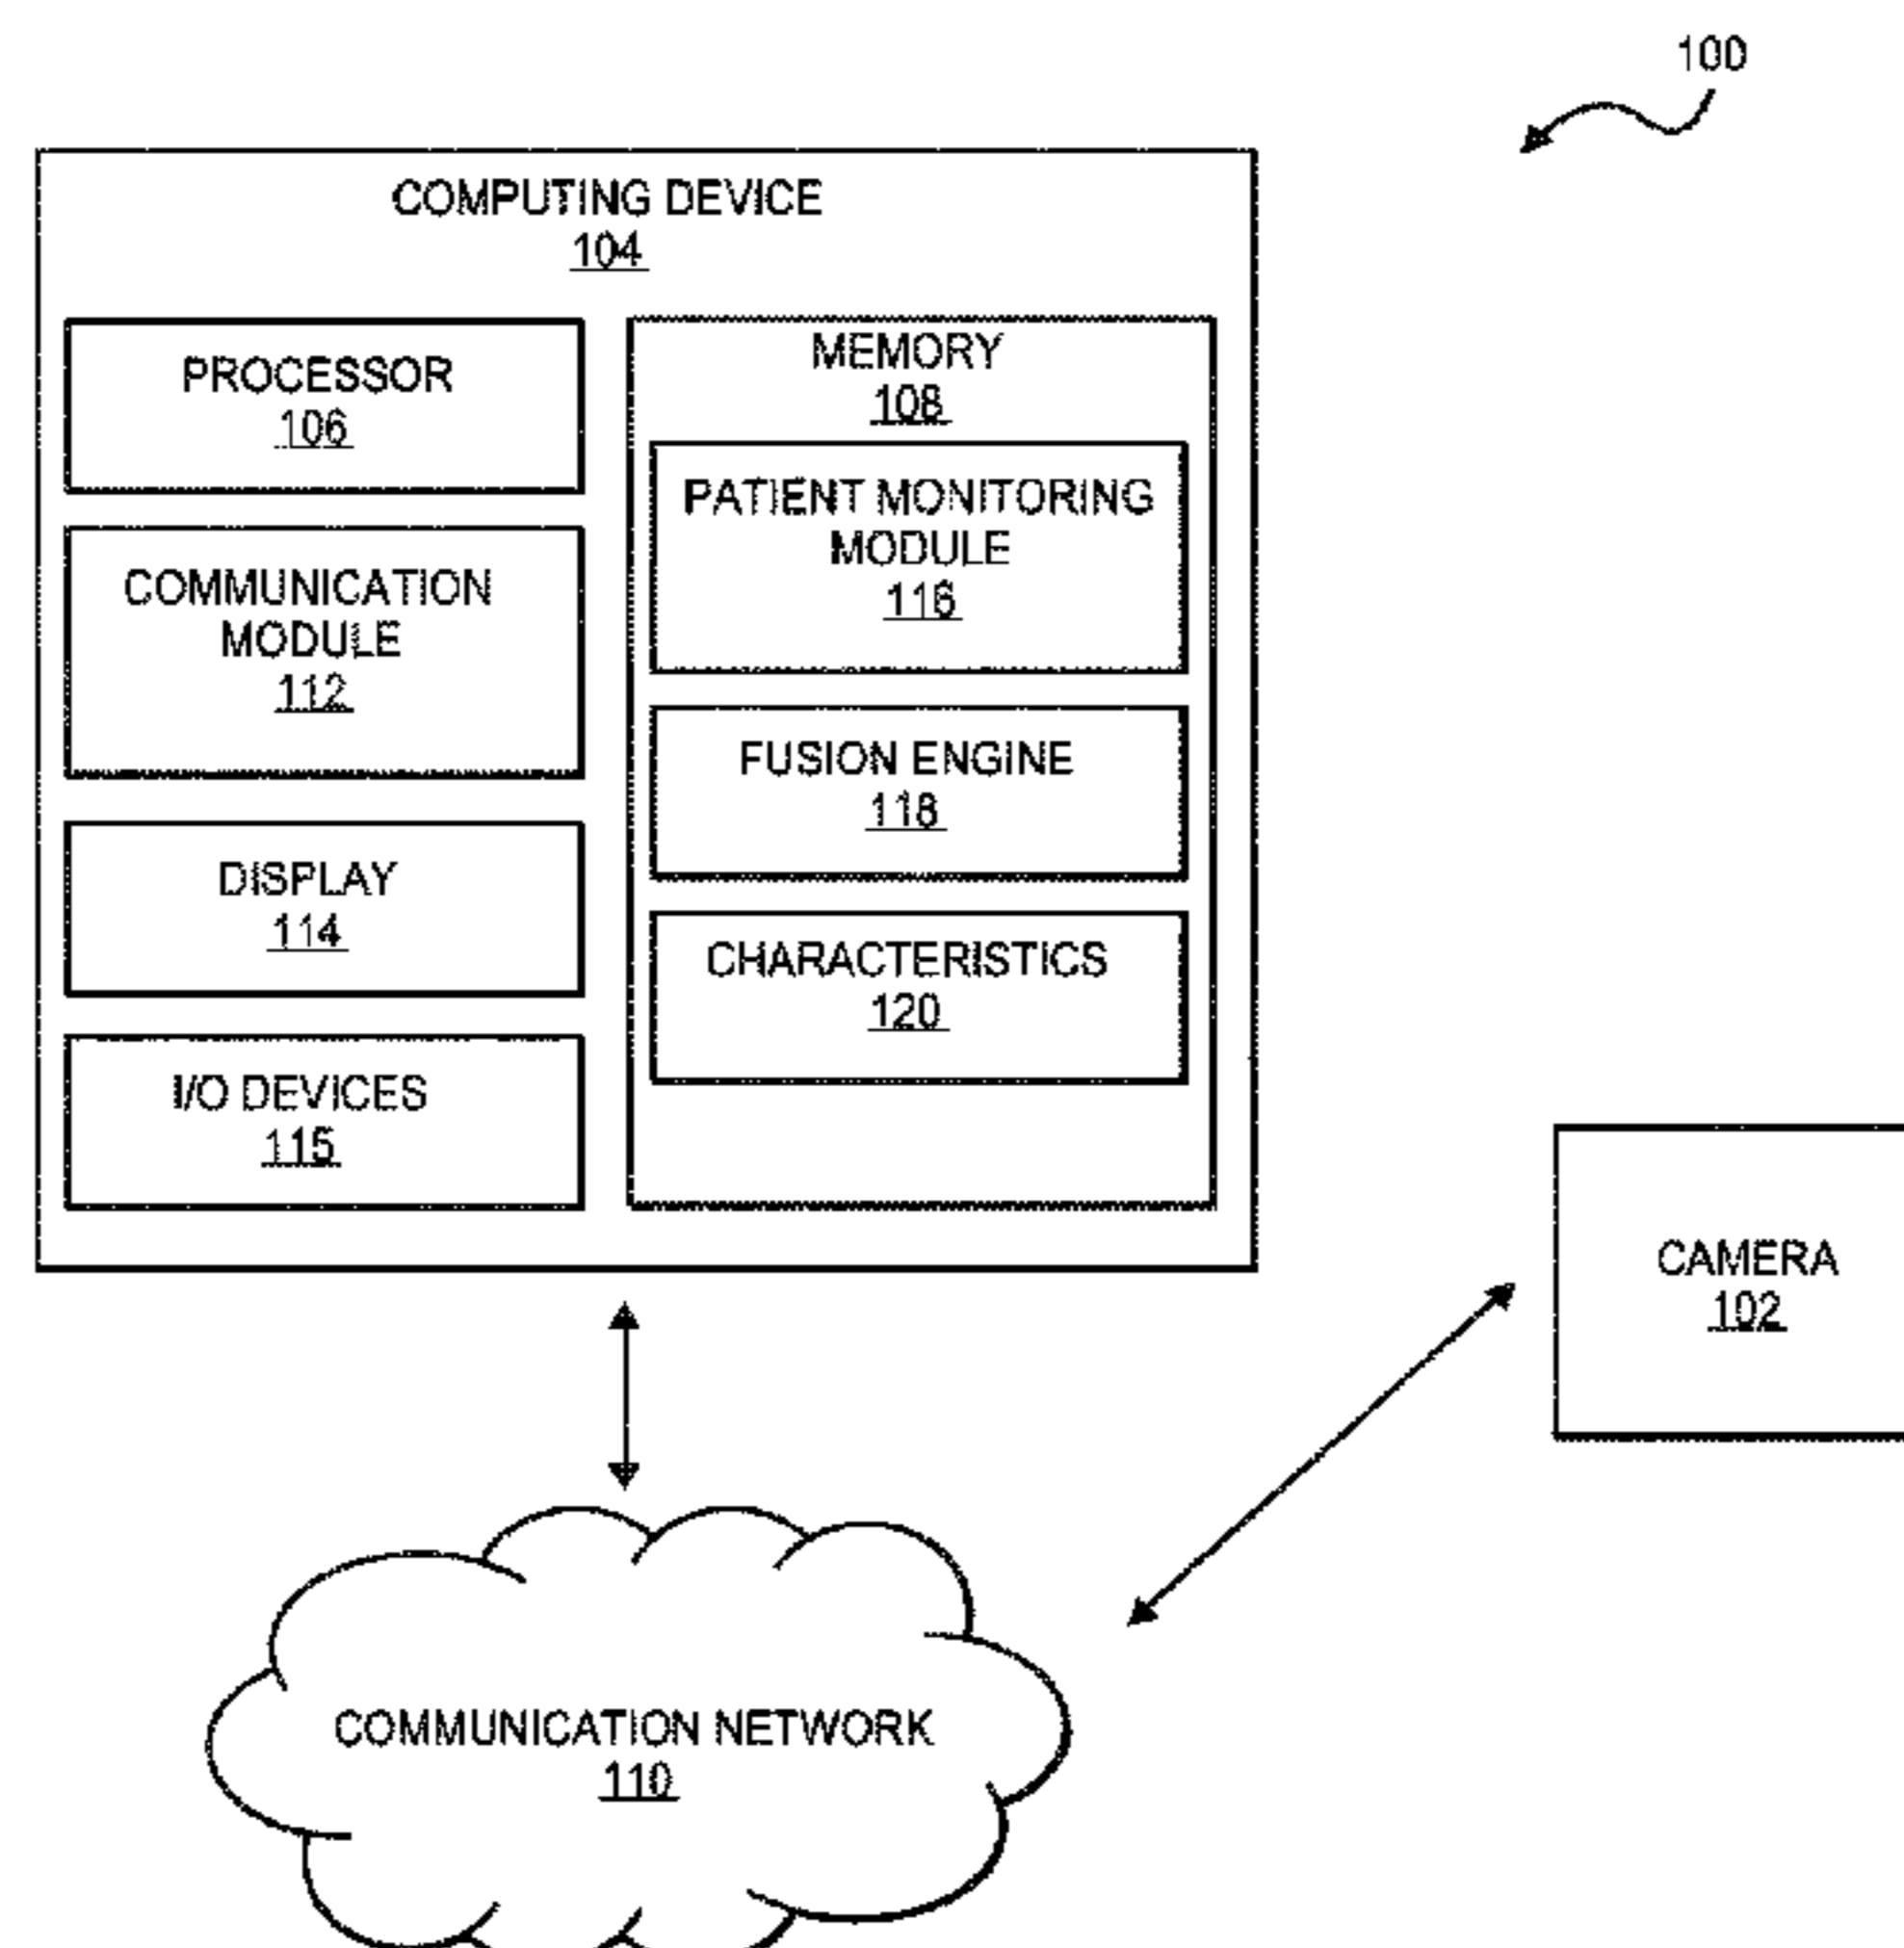 100
COMPUTING DEVICE
104
PROCESSOR
106
COMMUNICATION
MODULE
112
DISPLAY
114
I/O DEVICES
115
MEMORY
108
PATIENT MONITORING
MODULE
116
FUSION ENGINE
118
CHARACTERISTICS
120
CAMERA
102
COMMUNICATION NETWORK
110